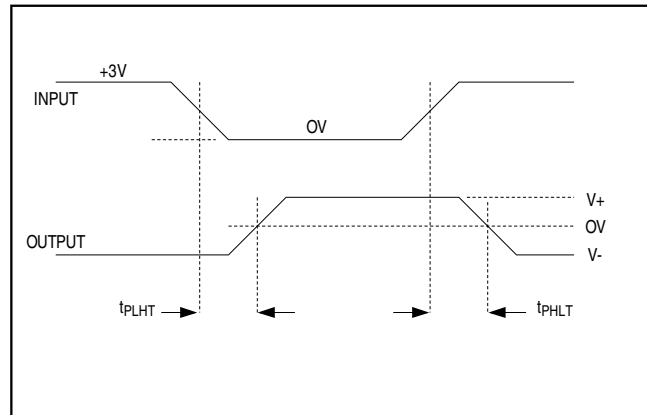 +3V
INPUT
OV
V+
OV
OUTPUT
V-
tPLHT
tPHLT